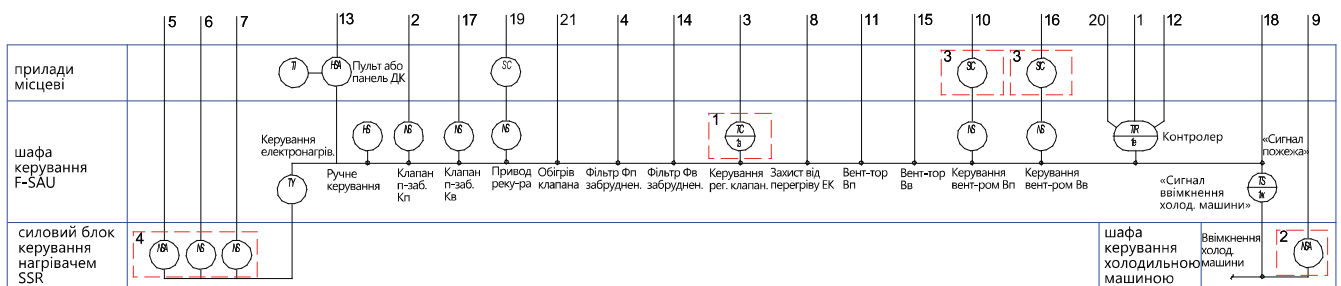 5 6 7 13 2 17 19 21 4 14 3 8 11 15 10 16 20 1 12 18 9
прилади
місцеві
TI
HSA
Пульт або
панель ДК
SC
3
SC
3
SC
шафа
керування
F-SAU
Керування
електронагрів.
TY
HS
Ручне
керування
NS
Клапан
п-заб.
Кп
NS
Клапан
п-заб.
Кв
NS
Привод
реку-ра
Обігрів
клапана
Фільтр Фп
забруднен.
Фільтр Фв
забруднен.
1
TC
1в
Керування
рег. клапан.
Захист від
перегріву ЕК
Вент-тор
Вп
Вент-тор
Вв
NS
Керування
вент-ром Вп
NS
Керування
вент-ром Вв
TIR
1в
Контролер
«Сигнал
пожежа»
«Сигнал
ввімкнення
холод. машини»
TS
силовий блок
керування
нагрівачем
SSR
4
NSA
NS
NS
шафа
керування
холодильною
машиною
Ввімкнення
холод.
машини
2
NSA